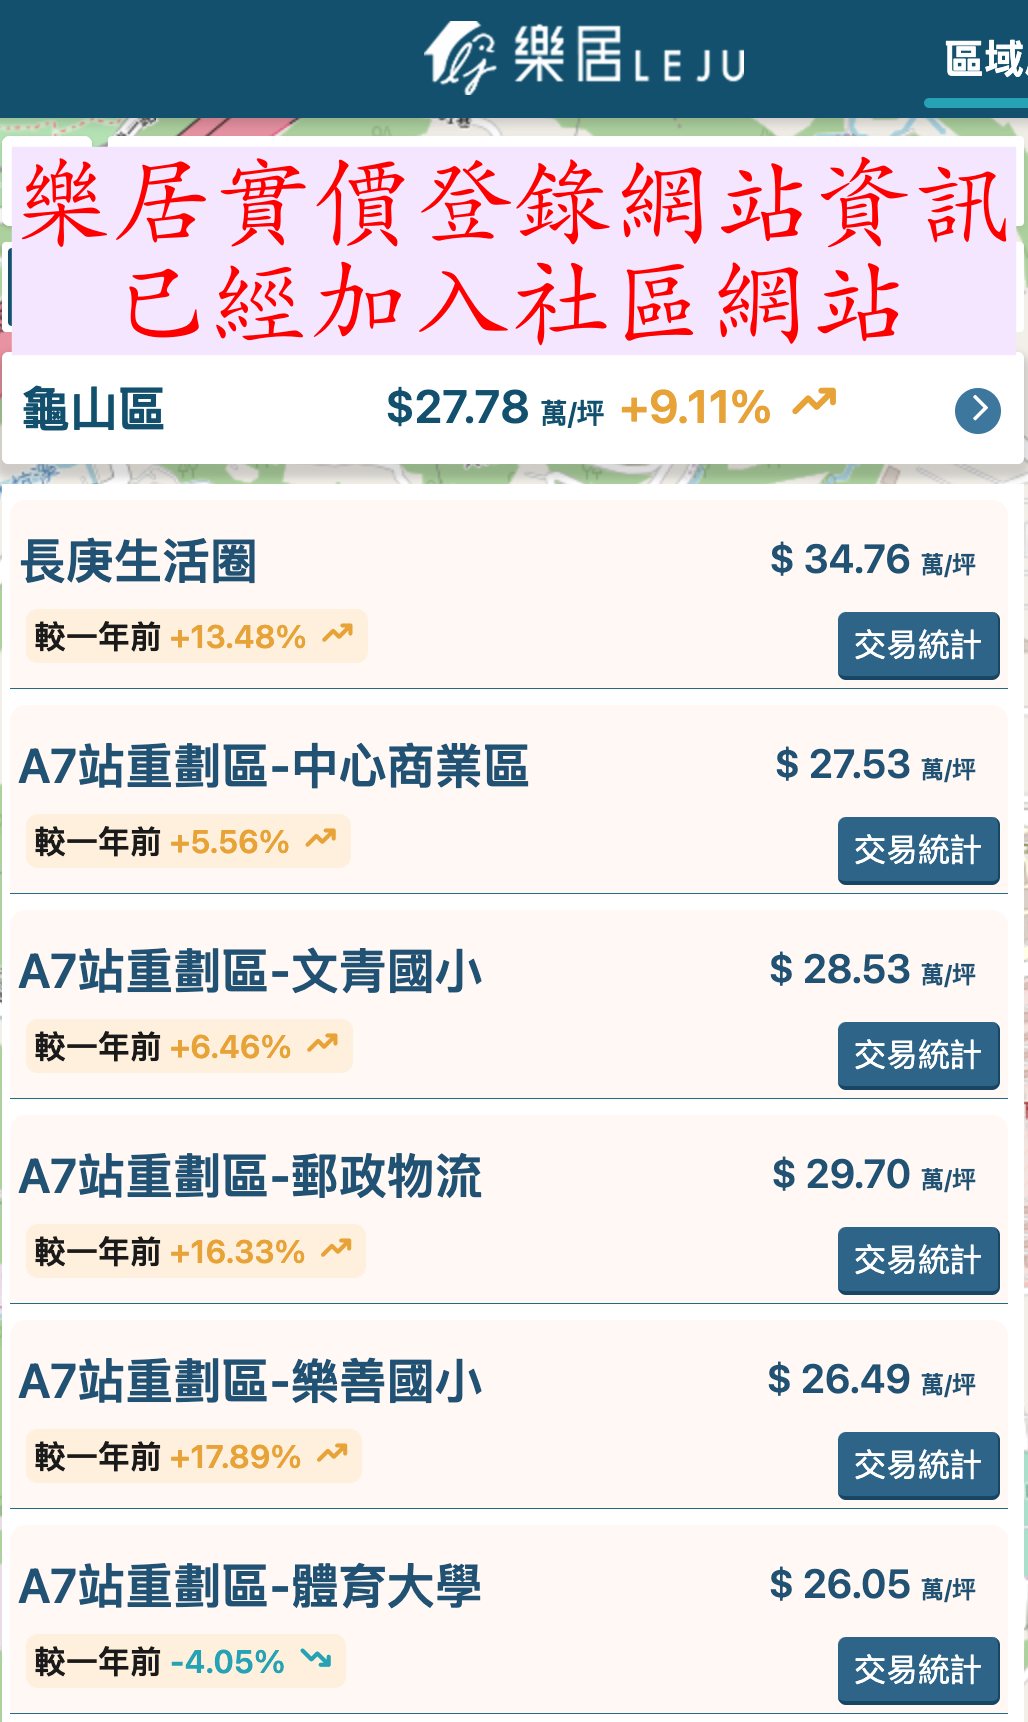 樂居LEJU
區域
樂居實價登錄網站資訊
已經加入社區網站
龜山區 $27.78 萬/坪 +9.11%
長庚生活圈 $ 34.76 萬/坪
較一年前 +13.48% 交易統計
A7站重劃區-中心商業區 $ 27.53 萬/坪
較一年前 +5.56% 交易統計
A7站重劃區-文青國小 $ 28.53 萬/坪
較一年前 +6.46% 交易統計
A7站重劃區-郵政物流 $ 29.70 萬/坪
較一年前 +16.33% 交易統計
A7站重劃區-樂善國小 $ 26.49 萬/坪
較一年前 +17.89% 交易統計
A7站重劃區-體育大學 $ 26.05 萬/坪
較一年前 -4.05% 交易統計